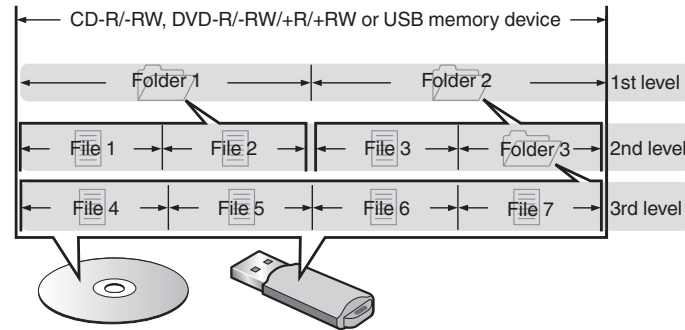 CD-R/-RW, DVD-R/-RW/+R/+RW or USB memory device
Folder 1 Folder 2 1st level
File 1 File 2 File 3 Folder 3 2nd level
File 4 File 5 File 6 File 7 3rd level